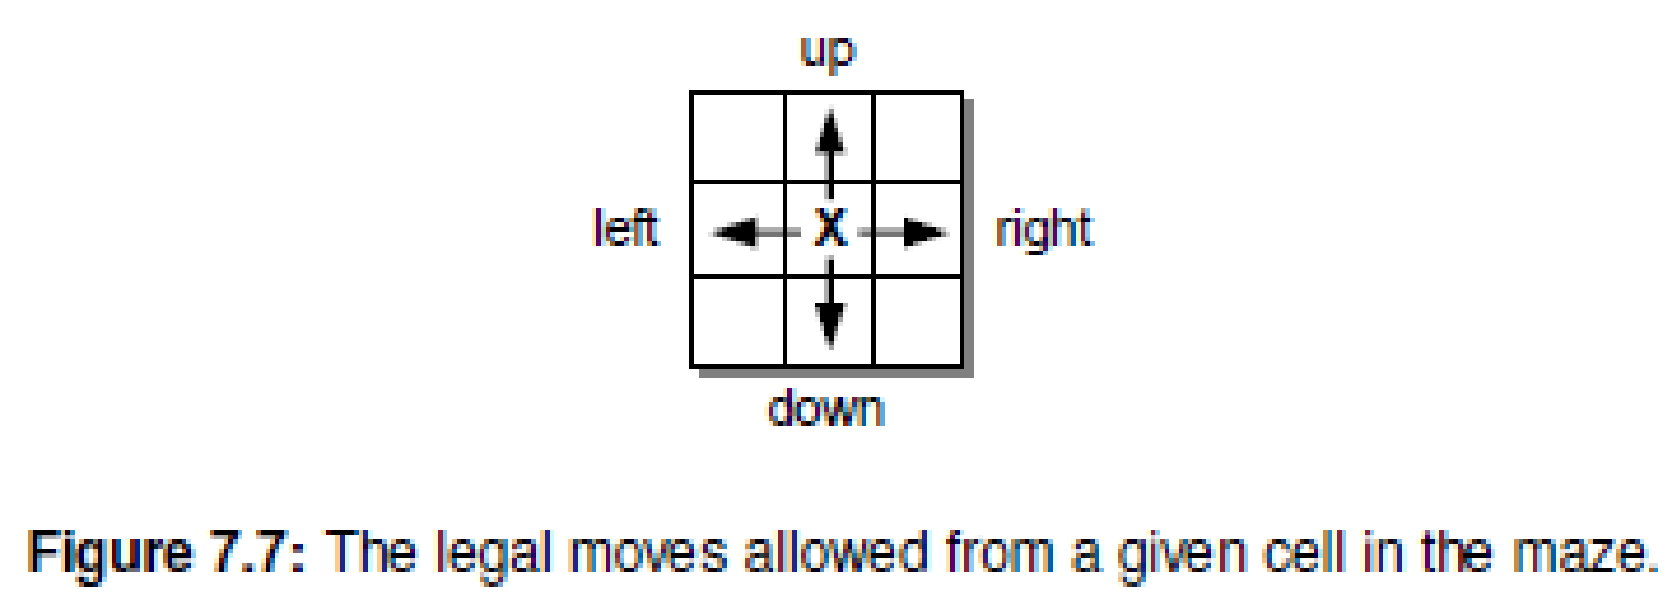 up
left X right
down
Figure 7.7: The legal moves allowed from a given cell in the maze.